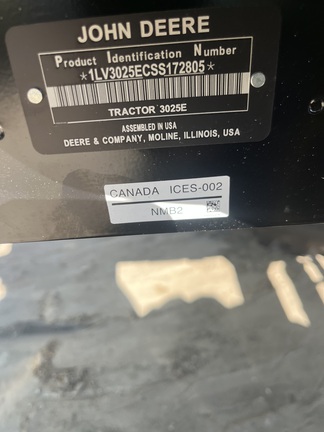 JOHN DEERE
Product Identification Number
*1LV3025ECSS172805*
TRACTOR 3025E
ASSEMBLED IN USA
DEERE & COMPANY, MOLINE, ILLINOIS, USA
CANADA ICES-002
NMB2